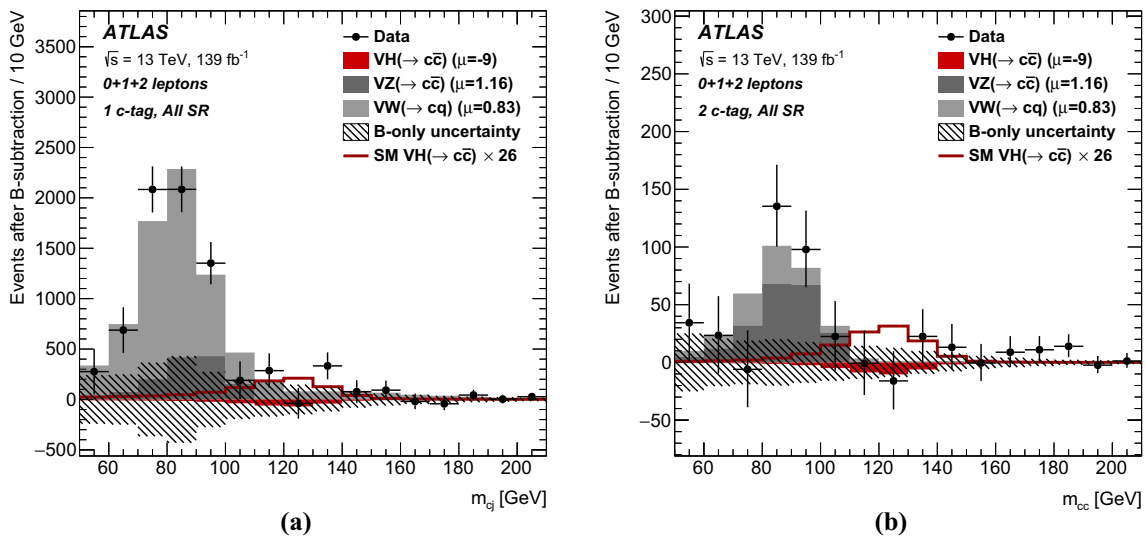 Events after B-subtraction / 10 GeV
3500
3000
2500
2000
1500
1000
500
0
−500
ATLAS
√s = 13 TeV, 139 fb⁻¹
0+1+2 leptons
1 c-tag, All SR
Data
VH(→ cc̅) (μ=-9)
VZ(→ cc̅) (μ=1.16)
VW(→ cq) (μ=0.83)
B-only uncertainty
SM VH(→ cc̅) × 26
60 80 100 120 140 160 180 200
m_cj [GeV]
(a)
Events after B-subtraction / 10 GeV
300
250
200
150
100
50
0
−50
ATLAS
√s = 13 TeV, 139 fb⁻¹
0+1+2 leptons
2 c-tag, All SR
Data
VH(→ cc̅) (μ=-9)
VZ(→ cc̅) (μ=1.16)
VW(→ cq) (μ=0.83)
B-only uncertainty
SM VH(→ cc̅) × 26
60 80 100 120 140 160 180 200
m_cc [GeV]
(b)